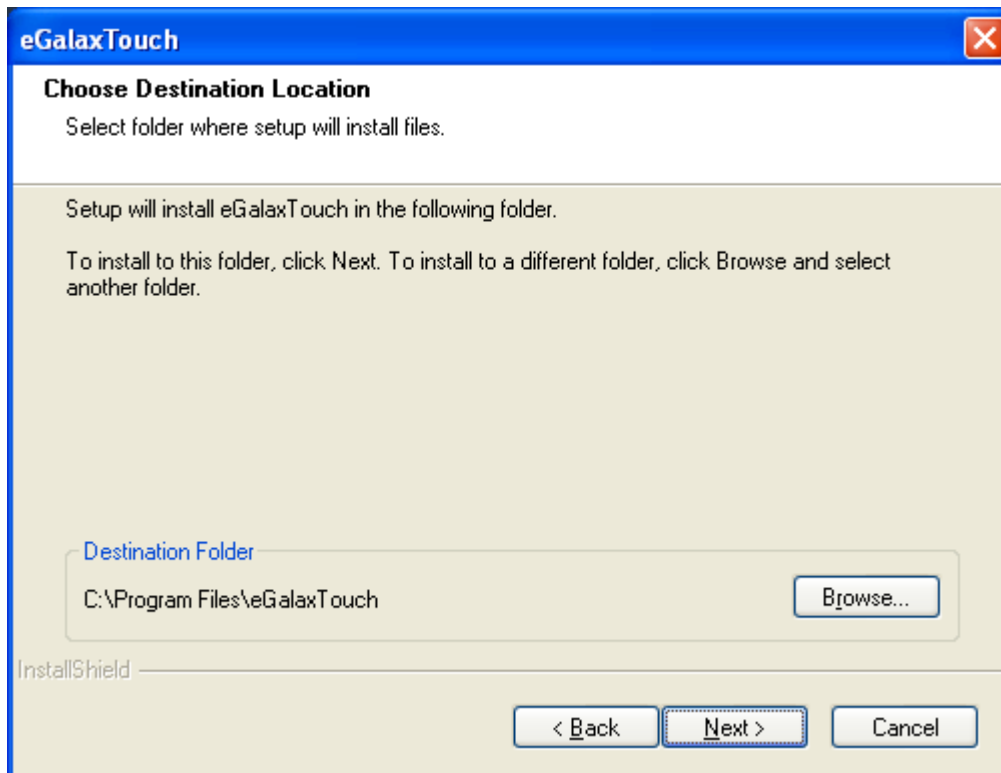 eGalaxTouch
Choose Destination Location
Select folder where setup will install files.
Setup will install eGalaxTouch in the following folder.
To install to this folder, click Next. To install to a different folder, click Browse and select
another folder.
Destination Folder
C:\Program Files\eGalaxTouch
Browse...
InstallShield
< Back
Next >
Cancel